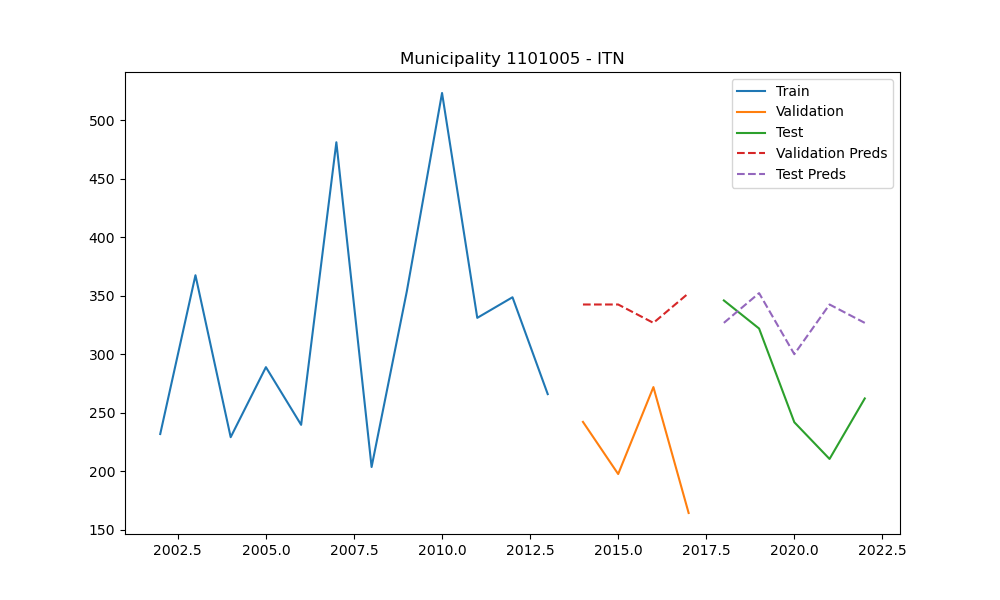 Municipality 1101005 - ITN
Train
Validation
Test
Validation Preds
Test Preds
500
450
400
350
300
250
200
150
2002.5 2005.0 2007.5 2010.0 2012.5 2015.0 2017.5 2020.0 2022.5